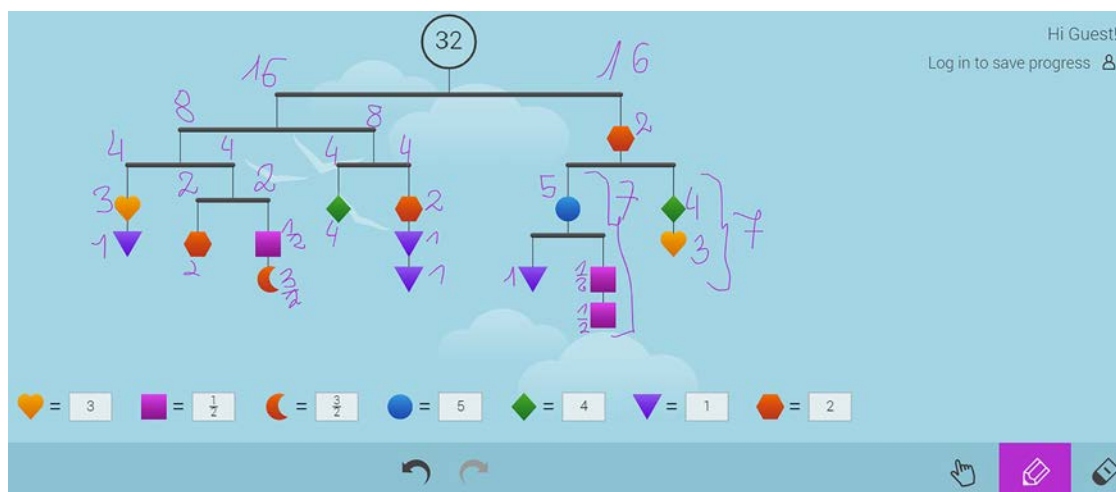 32
Hi Guest!
Log in to save progress
16 16
8 8
2
4 4 4 4
3 2 2 2 5 7 4 7
1 2 1/2 4 1 3
3/2 1 1 1/2
1/2
= 3 = 1/2 = 3/2 = 5 = 4 = 1 = 2